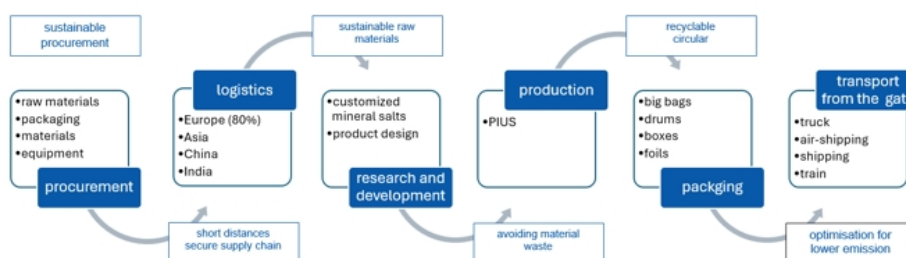 sustainable
procurement
sustainable raw
materials
recyclable
circular
•raw materials
•packaging
•materials
•equipment
procurement
logistics
•Europe (80%)
•Asia
•China
•India
short distances
secure supply chain
•customized
mineral salts
•product design
research and
development
production
•PIUS
avoiding material
waste
•big bags
•drums
•boxes
•foils
packging
transport
from the gat
•truck
•air-shipping
•shipping
•train
optimisation for
lower emission